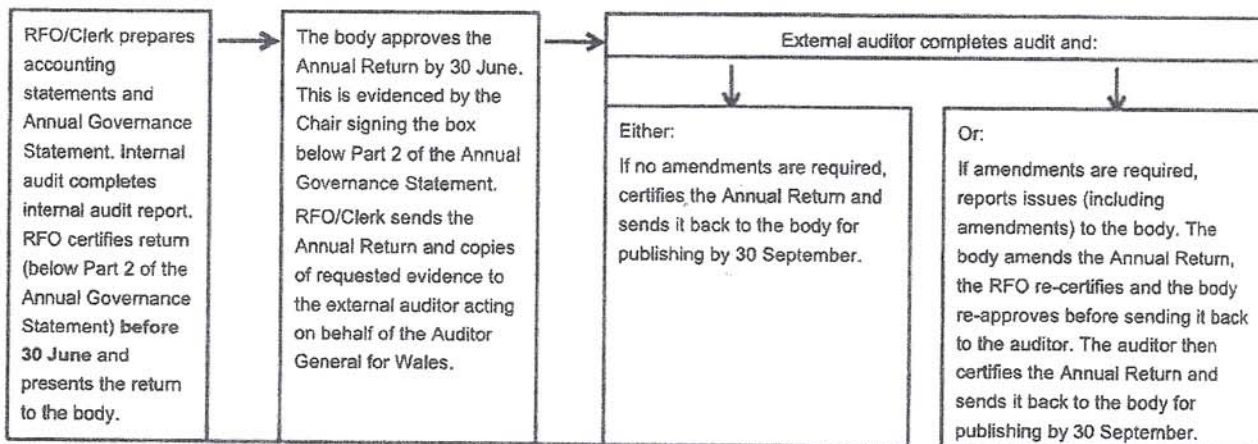 RFO/Clerk prepares
accounting
statements and
Annual Governance
Statement. Internal
audit completes
internal audit report.
RFO certifies return
(below Part 2 of the
Annual Governance
Statement) before
30 June and
presents the return
to the body.
The body approves the
Annual Return by 30 June.
This is evidenced by the
Chair signing the box
below Part 2 of the Annual
Governance Statement.
RFO/Clerk sends the
Annual Return and copies
of requested evidence to
the external auditor acting
on behalf of the Auditor
General for Wales.
External auditor completes audit and:
Either:
If no amendments are required,
certifies the Annual Return and
sends it back to the body for
publishing by 30 September.
Or:
If amendments are required,
reports issues (including
amendments) to the body. The
body amends the Annual Return,
the RFO re-certifies and the body
re-approves before sending it back
to the auditor. The auditor then
certifies the Annual Return and
sends it back to the body for
publishing by 30 September.